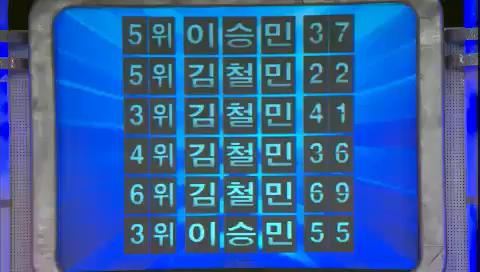 5위 이승민 37
5위 김철민 22
3위 김철민 41
4위 김철민 36
6위 김철민 69
3위 이승민 55